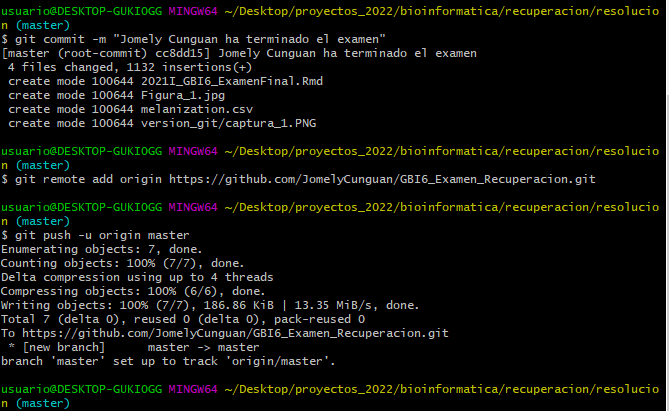 usuario@DESKTOP-GUKIOGG MINGW64 ~/Desktop/proyectos_2022/bioinformatica/recuperacion/resolucio
n (master)
$ git commit -m "Jomely Cunguan ha terminado el examen"
[master (root-commit) cc8dd15] Jomely Cunguan ha terminado el examen
 4 files changed, 1132 insertions(+)
 create mode 100644 2021I_GBI6_ExamenFinal.Rmd
 create mode 100644 Figura_1.jpg
 create mode 100644 melanization.csv
 create mode 100644 version_git/captura_1.PNG

usuario@DESKTOP-GUKIOGG MINGW64 ~/Desktop/proyectos_2022/bioinformatica/recuperacion/resolucio
n (master)
$ git remote add origin https://github.com/JomelyCunguan/GBI6_Examen_Recuperacion.git

usuario@DESKTOP-GUKIOGG MINGW64 ~/Desktop/proyectos_2022/bioinformatica/recuperacion/resolucio
n (master)
$ git push -u origin master
Enumerating objects: 7, done.
Counting objects: 100% (7/7), done.
Delta compression using up to 4 threads
Compressing objects: 100% (6/6), done.
Writing objects: 100% (7/7), 186.86 KiB | 13.35 MiB/s, done.
Total 7 (delta 0), reused 0 (delta 0), pack-reused 0
To https://github.com/JomelyCunguan/GBI6_Examen_Recuperacion.git
 * [new branch]      master -> master
branch 'master' set up to track 'origin/master'.

usuario@DESKTOP-GUKIOGG MINGW64 ~/Desktop/proyectos_2022/bioinformatica/recuperacion/resolucio
n (master)